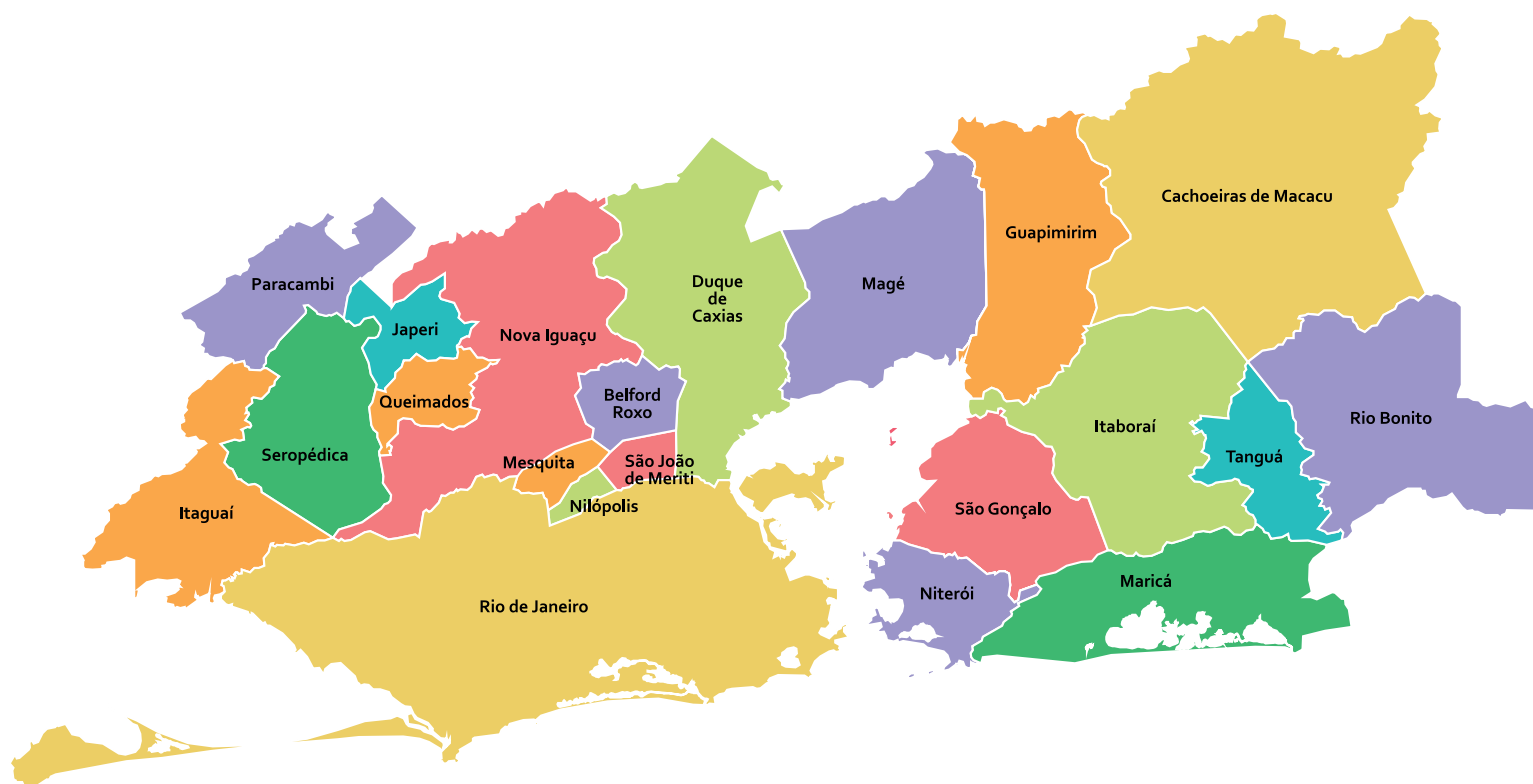 Cachoeiras de Macacu
Guapimirim
Paracambi
Duque
de
Caxias
Magé
Japeri
Nova Iguaçu
Queimados
Belford
Roxo
Itaboraí
Rio Bonito
Seropédica
Mesquita
São João
de Meriti
Tanguá
Itaguaí
Nilópolis
São Gonçalo
Rio de Janeiro
Niterói
Maricá